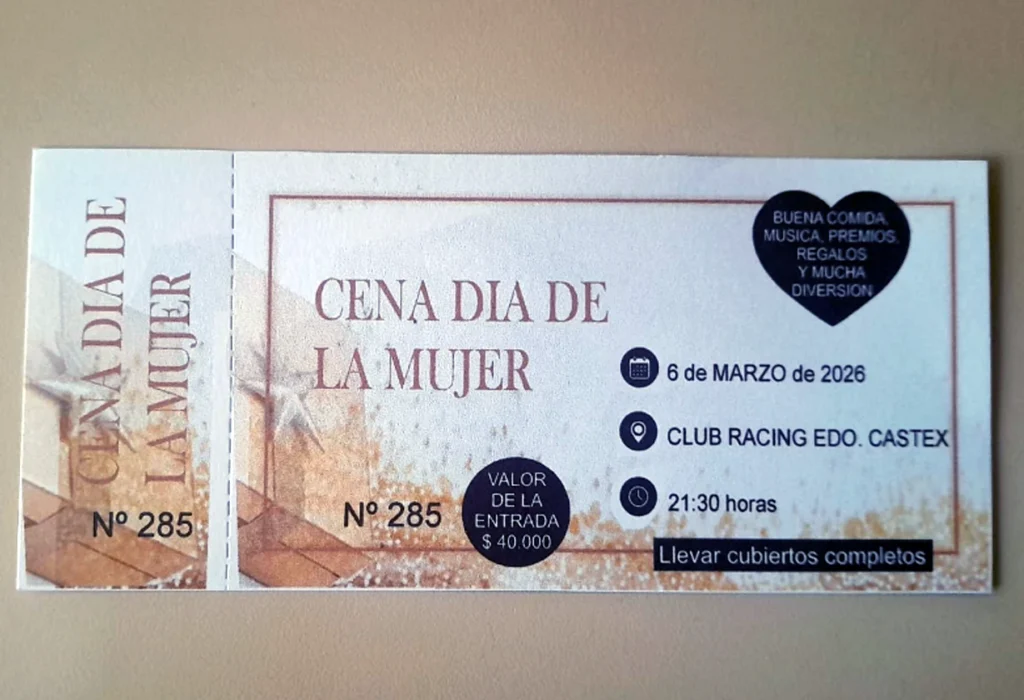 CENA DIA DE
LA MUJER
Nº 285
BUENA COMIDA,
MUSICA, PREMIOS,
REGALOS
Y MUCHA
DIVERSION
CENA DIA DE
LA MUJER
6 de MARZO de 2026
CLUB RACING EDO. CASTEX
21:30 horas
Nº 285
VALOR
DE LA
ENTRADA
$ 40.000
Llevar cubiertos completos